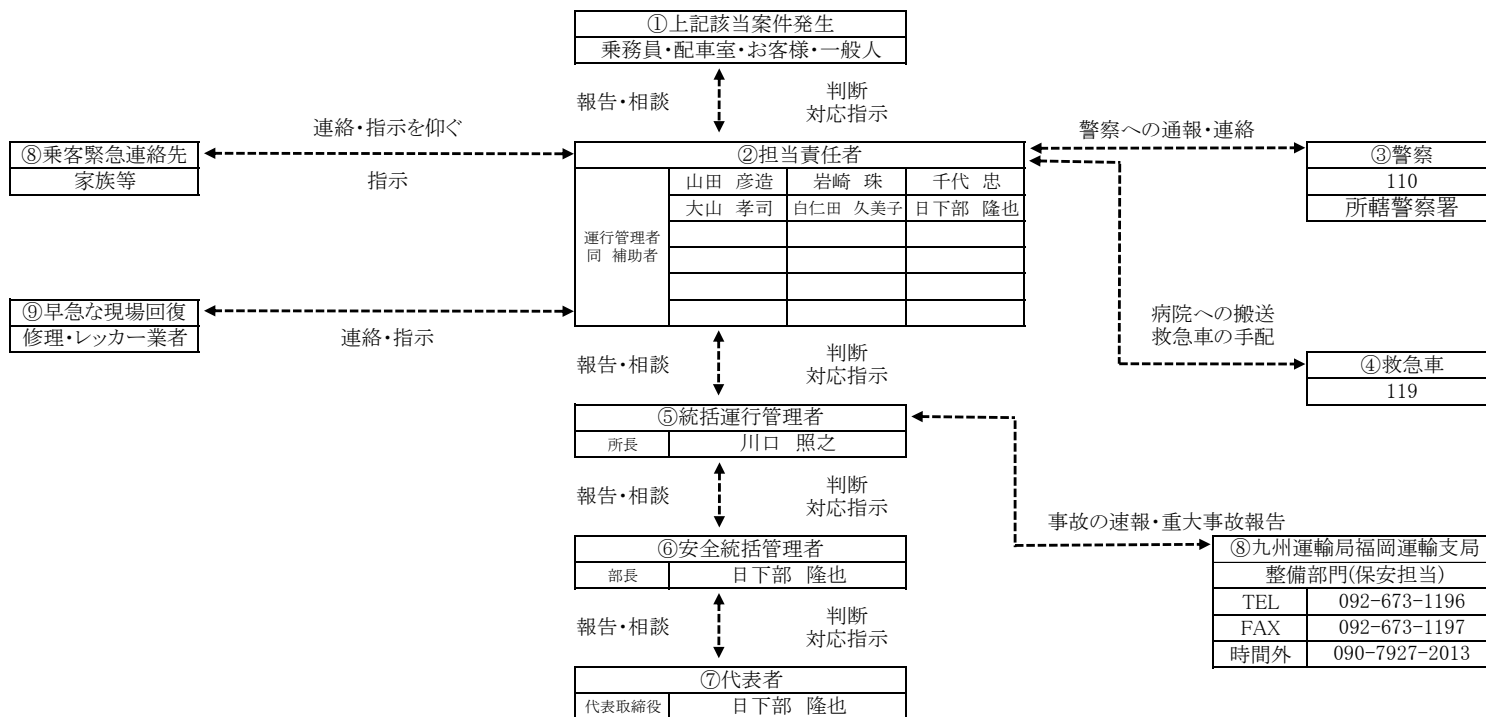 ①上記該当案件発生
乗務員・配車室・お客様・一般人
報告・相談
判断
対応指示
連絡・指示を仰ぐ
警察への通報・連絡
⑧乗客緊急連絡先
家族等
指示
②担当責任者
運行管理者
同 補助者
山田 彦造 岩崎 珠 千代 忠
大山 孝司 白仁田 久美子 日下部 隆也
③警察
110
所轄警察署
⑨早急な現場回復
修理・レッカー業者
連絡・指示
病院への搬送
救急車の手配
④救急車
119
報告・相談
判断
対応指示
⑤統括運行管理者
所長 川口 照之
報告・相談
判断
対応指示
事故の速報・重大事故報告
⑥安全統括管理者
部長 日下部 隆也
⑧九州運輸局福岡運輸支局
整備部門(保安担当)
TEL 092-673-1196
FAX 092-673-1197
時間外 090-7927-2013
報告・相談
判断
対応指示
⑦代表者
代表取締役 日下部 隆也